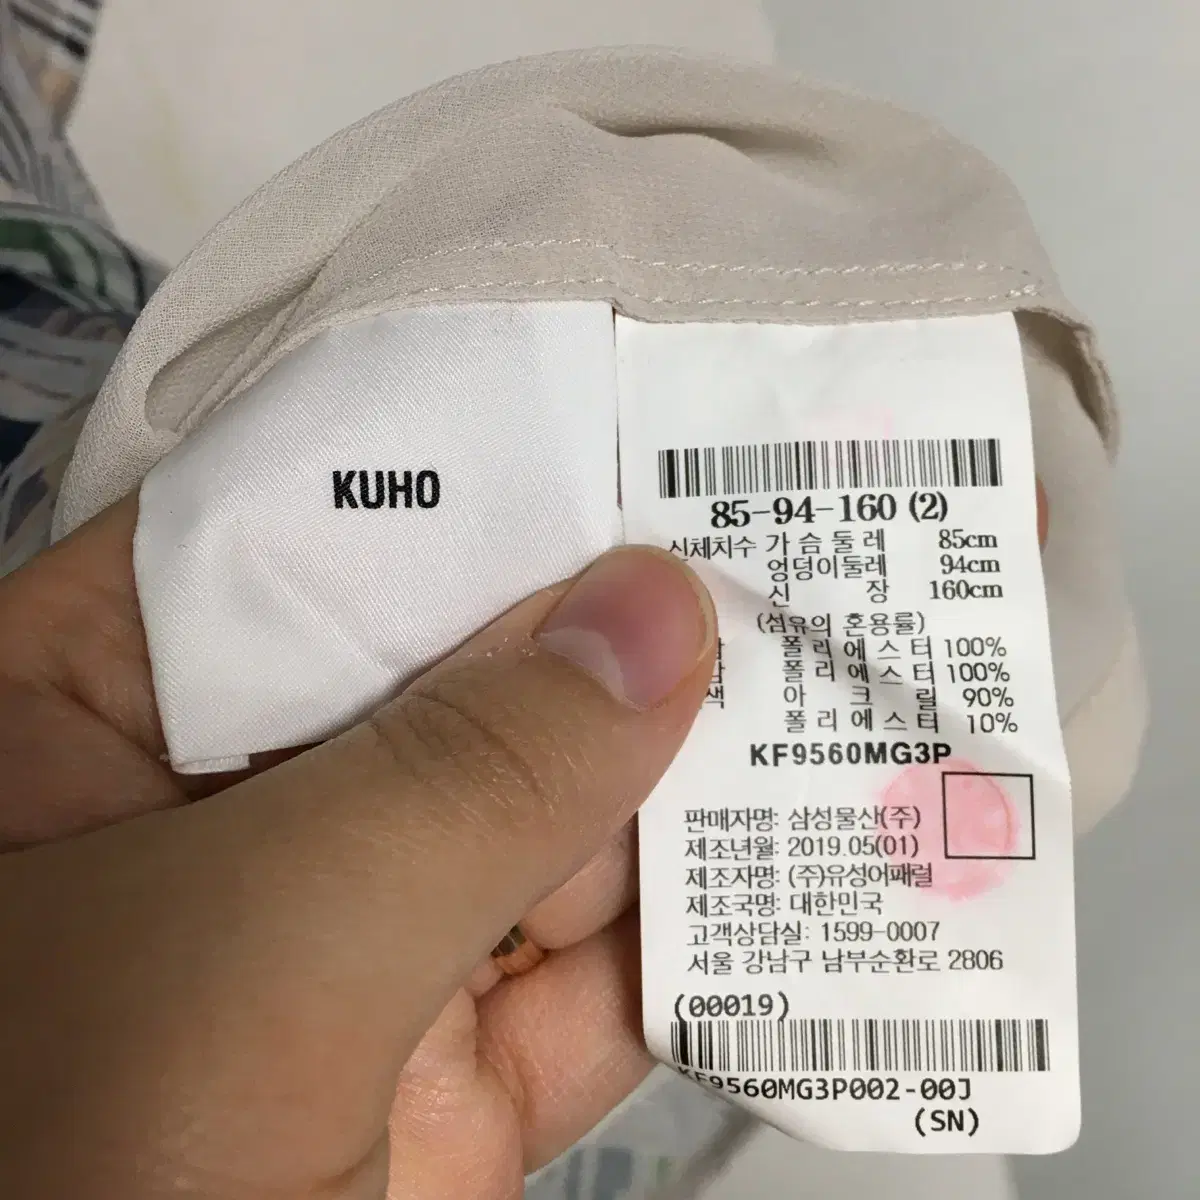 KUHO
85-94-160 (2)
신체치수 가 슴 둘 레 85cm
엉덩이둘레 94cm
신 장 160cm
(섬유의 혼용률)
폴 리 에 스 터 100%
폴 리 에 스 터 100%
색 아 크 릴 90%
폴 리 에 스 터 10%
KF9560MG3P
판매자명: 삼성물산(주)
제조년월: 2019.05(01)
제조자명: (주)유성어패럴
제조국명: 대한민국
고객상담실: 1599-0007
서울 강남구 남부순환로 2806
(00019)
KF9560MG3P002-00J
(SN)